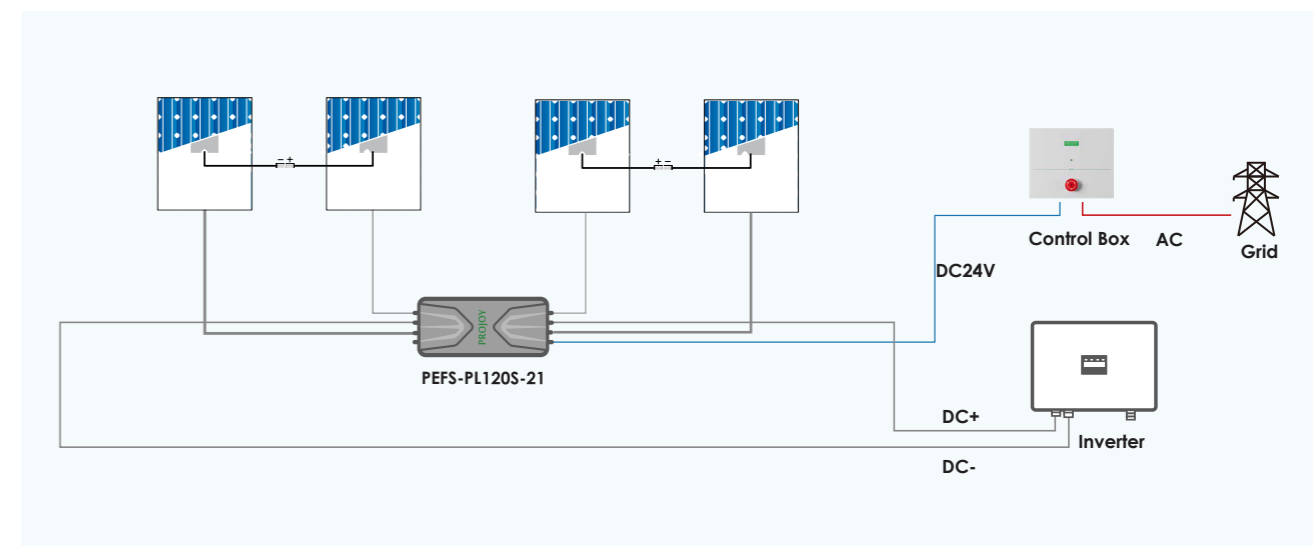 - +
+ -
Control Box
AC
Grid
DC24V
PROJOY
PEFS-PL120S-21
DC+
Inverter
DC-